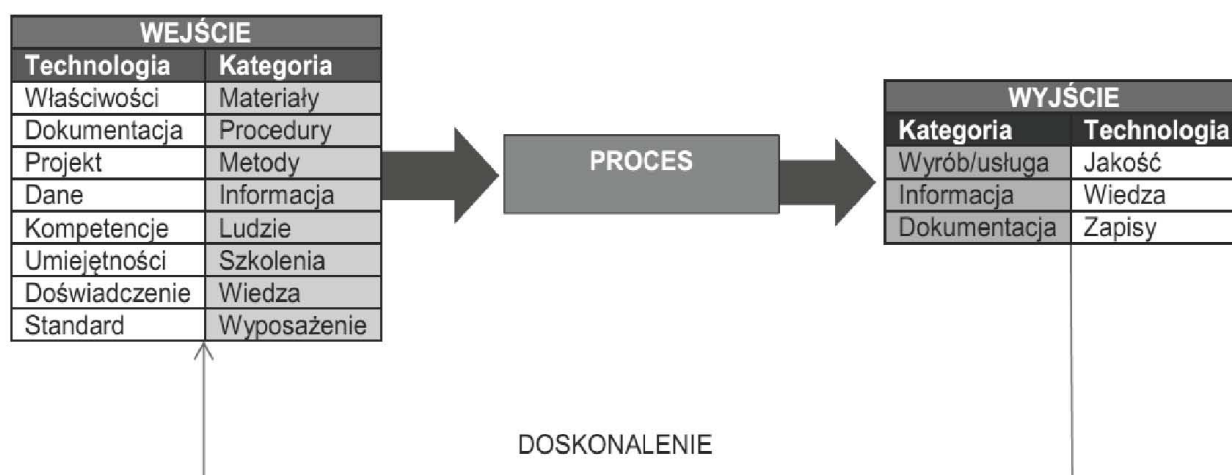 WEJŚCIE
Technologia Kategoria
Właściwości Materiały
Dokumentacja Procedury
Projekt Metody
Dane Informacja
Kompetencje Ludzie
Umiejętności Szkolenia
Doświadczenie Wiedza
Standard Wyposażenie
PROCES
WYJŚCIE
Kategoria Technologia
Wyrób/usługa Jakość
Informacja Wiedza
Dokumentacja Zapisy
DOSKONALENIE